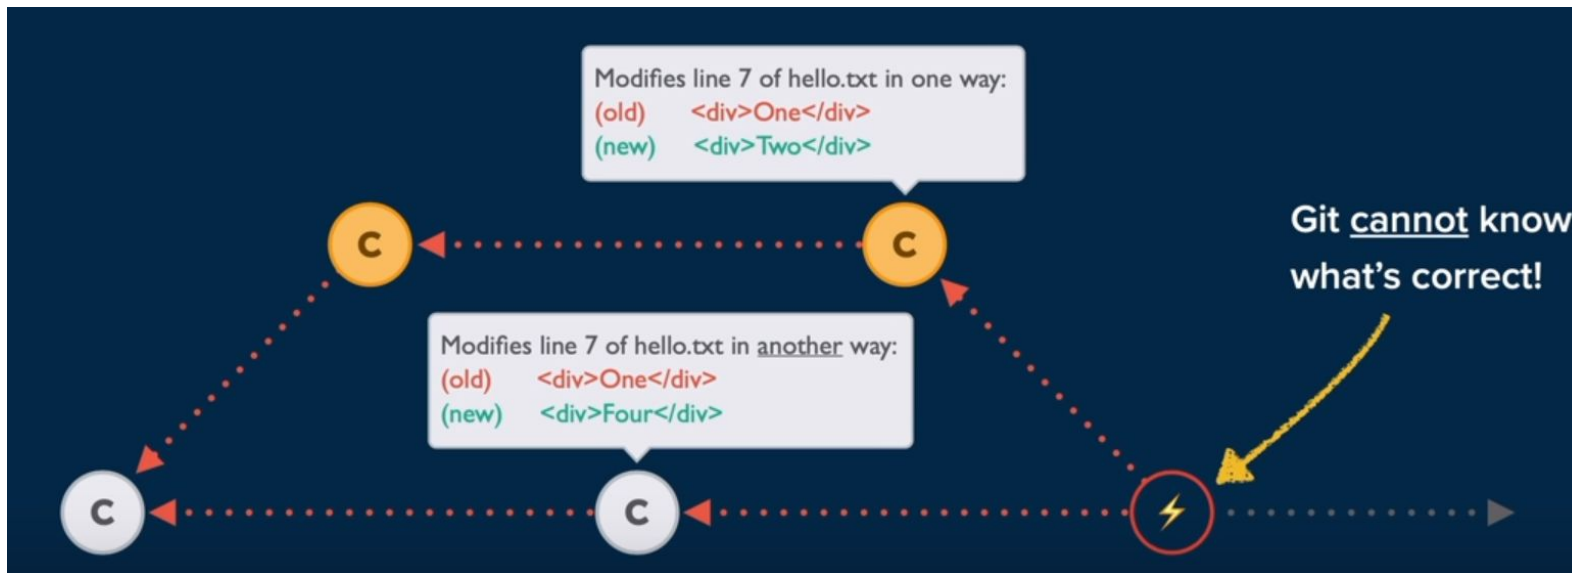 Modifies line 7 of hello.txt in one way:
(old) <div>One</div>
(new) <div>Two</div>
C
C
Git cannot know
what's correct!
Modifies line 7 of hello.txt in another way:
(old) <div>One</div>
(new) <div>Four</div>
C
C